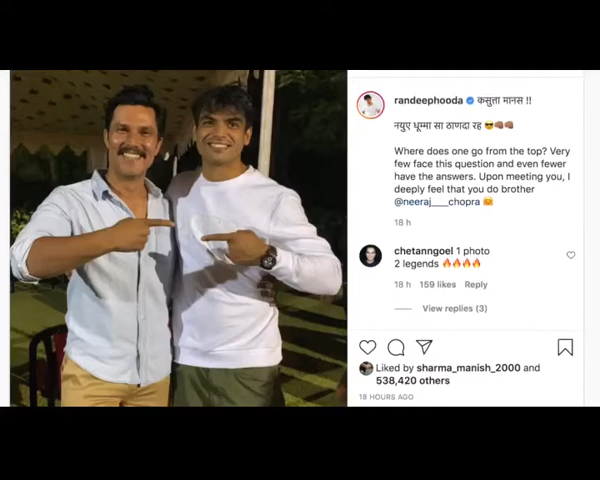 randeephooda कसुत्ता मानस !!
नयुए धूम्मा सा ठाणदा रह 😎👊🏽👊🏽
Where does one go from the top? Very
few face this question and even fewer
have the answers. Upon meeting you, I
deeply feel that you do brother
@neeraj____chopra 🤗
18 h
chetanngoel 1 photo
2 legends 🔥🔥🔥🔥
18 h 159 likes Reply
View replies (3)
Liked by sharma_manish_2000 and
538,420 others
18 HOURS AGO